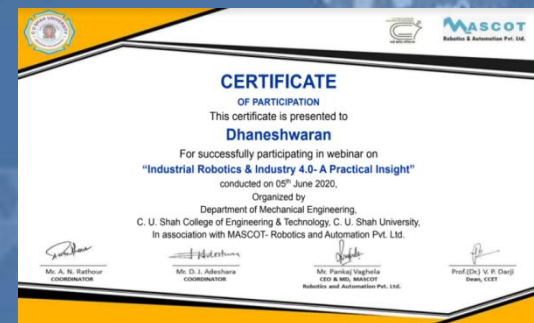 MASCOT
Robotics & Automation Pvt. Ltd.
CERTIFICATE
OF PARTICIPATION
This certificate is presented to
Dhaneshwaran
For successfully participating in webinar on
“Industrial Robotics & Industry 4.0- A Practical Insight”
conducted on 05th June 2020,
Organized by
Department of Mechanical Engineering,
C. U. Shah College of Engineering & Technology, C. U. Shah University,
In association with MASCOT- Robotics and Automation Pvt. Ltd.
Mr. A. N. Rathour
COORDINATOR
Mr. D. J. Adeshara
COORDINATOR
Mr. Pankaj Vaghela
CEO & MD, MASCOT
Robotics and Automation Pvt. Ltd.
Prof.(Dr.) V. P. Darji
Dean, CCET